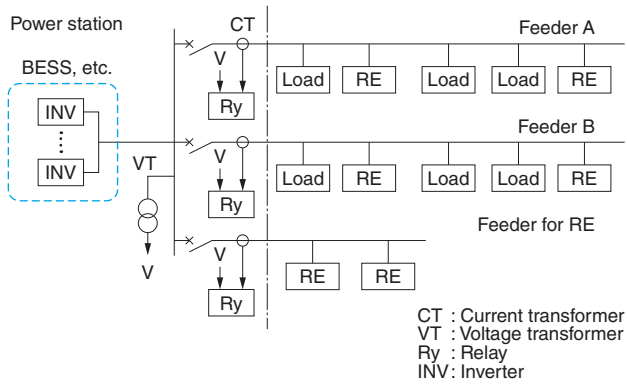 Power station
CT
Feeder A
BESS, etc.
V
Load RE Load Load RE
Ry
INV
Feeder B
INV
VT
V
Load RE Load Load RE
Ry
Feeder for RE
V
V
RE RE
Ry
CT : Current transformer
VT : Voltage transformer
Ry : Relay
INV : Inverter